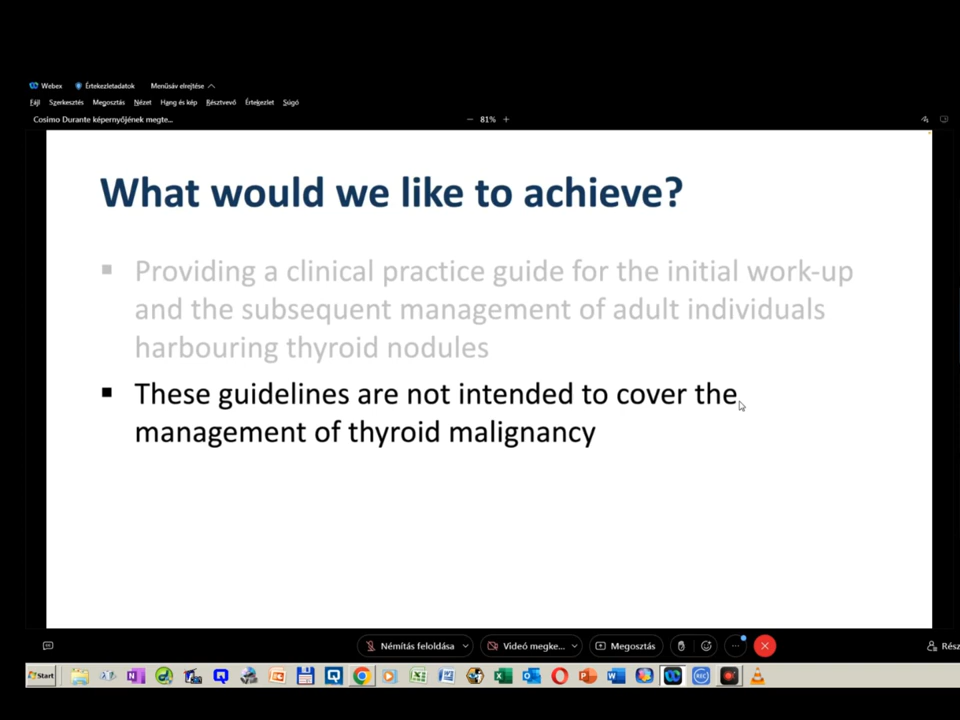 Webex Értekezletadatok Menüsáv elrejtése
Fájl Szerkesztés Megosztás Nézet Hang és kép Résztvevő Értekezlet Súgó
Cosimo Durante képernyőjének megte... 81%
What would we like to achieve?
▪ Providing a clinical practice guide for the initial work-up
and the subsequent management of adult individuals
harbouring thyroid nodules
▪ These guidelines are not intended to cover the
management of thyroid malignancy
Némítás feloldása Videó megke... Megosztás Rész
Start
REC